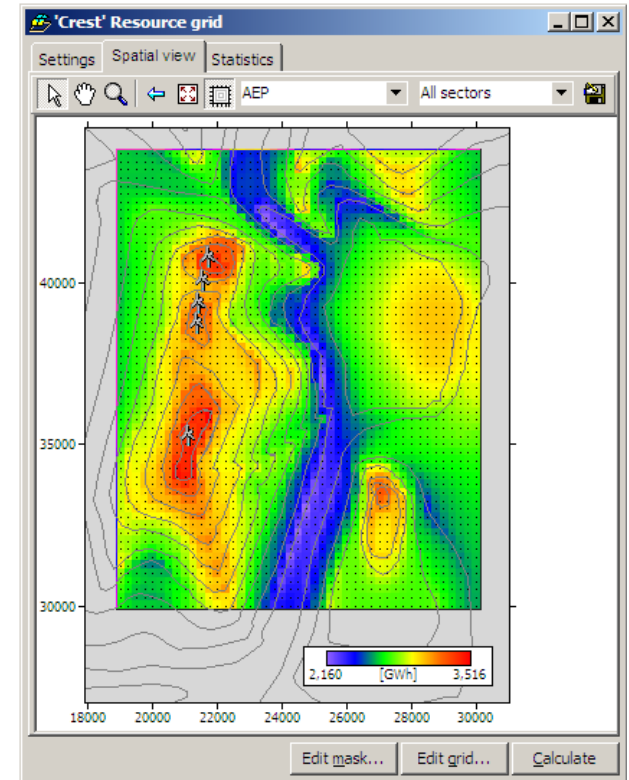 'Crest' Resource grid
Settings Spatial view Statistics
AEP All sectors
40000
35000
30000
2,160 [GWh] 3,516
18000 20000 22000 24000 26000 28000 30000
Edit mask... Edit grid... Calculate